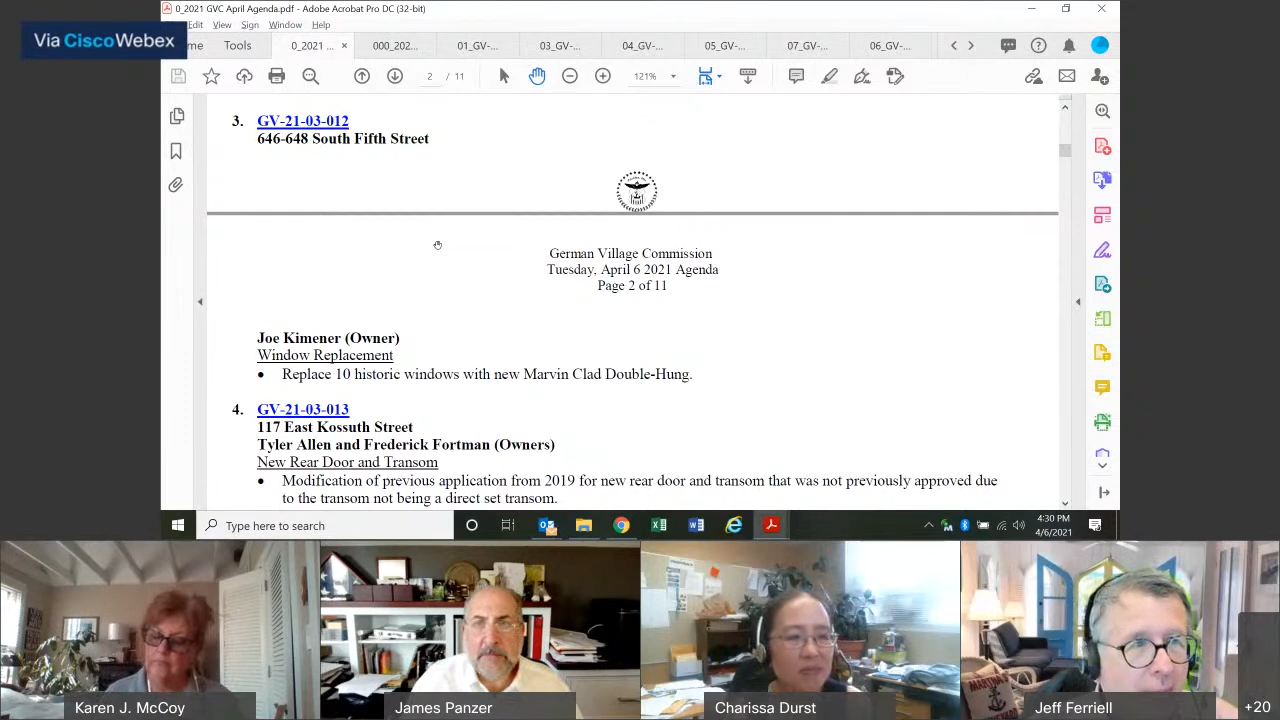 0_2021 GVC April Agenda.pdf - Adobe Acrobat Pro DC (32-bit)
Via Cisco Webex
Edit View Sign Window Help
me Tools 0_2021 ... × 000_202... 01_GV-... 03_GV-... 04_GV-... 05_GV-... 07_GV-... 06_GV-...
2 / 11 121%
3. GV-21-03-012
646-648 South Fifth Street
German Village Commission
Tuesday, April 6 2021 Agenda
Page 2 of 11
Joe Kimener (Owner)
Window Replacement
• Replace 10 historic windows with new Marvin Clad Double-Hung.
4. GV-21-03-013
117 East Kossuth Street
Tyler Allen and Frederick Fortman (Owners)
New Rear Door and Transom
• Modification of previous application from 2019 for new rear door and transom that was not previously approved due
to the transom not being a direct set transom.
Type here to search
4:30 PM
4/6/2021
Karen J. McCoy
James Panzer
Charissa Durst
Jeff Ferriell
+20